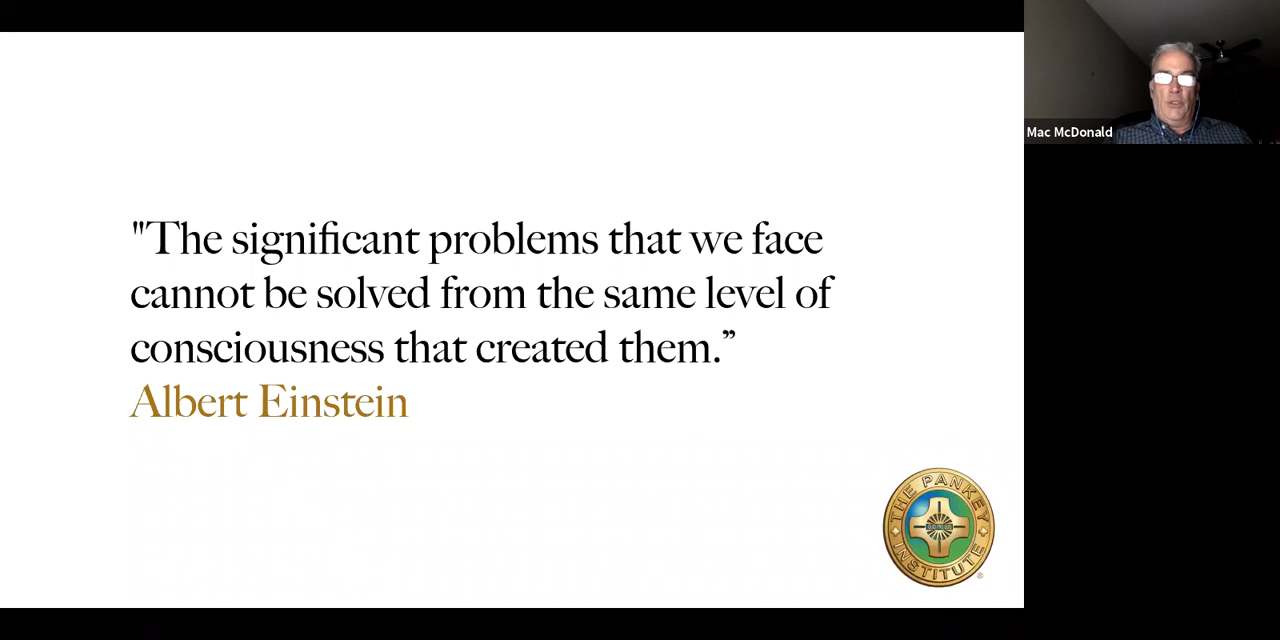 "The significant problems that we face
cannot be solved from the same level of
consciousness that created them.”
Albert Einstein
THE PANKEY
INSTITUTE
®
Mac McDonald